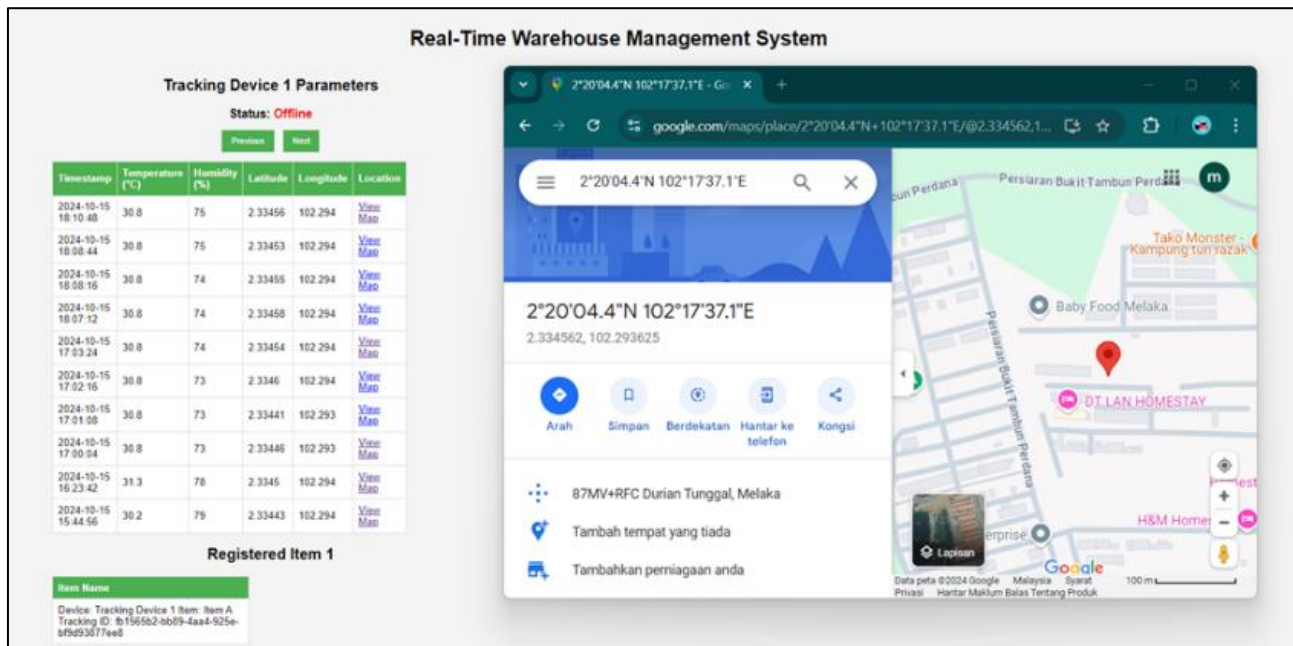 Real-Time Warehouse Management System
Tracking Device 1 Parameters
Status: Offline
Previous Next
Timestamp Temperature (°C) Humidity (%) Latitude Longitude Location
2024-10-15 18:10:48 30.8 75 2.33456 102.294 View Map
2024-10-15 18:08:44 30.8 75 2.33453 102.294 View Map
2024-10-15 18:08:16 30.8 74 2.33455 102.294 View Map
2024-10-15 18:07:12 30.8 74 2.33458 102.294 View Map
2024-10-15 17:03:24 30.8 74 2.33454 102.294 View Map
2024-10-15 17:02:16 30.8 73 2.3346 102.294 View Map
2024-10-15 17:01:08 30.8 73 2.33441 102.293 View Map
2024-10-15 17:00:04 30.8 73 2.33446 102.293 View Map
2024-10-15 16:23:42 31.3 78 2.3345 102.294 View Map
2024-10-15 15:44:56 30.2 79 2.33443 102.294 View Map
Registered Item 1
Item Name
Device: Tracking Device 1 Item: Item A
Tracking ID: fb1565b2-bb89-4aa4-925e-
bf9d93877ee8
2°20'04.4"N 102°17'37.1"E - Go
google.com/maps/place/2°20'04.4"N+102°17'37.1"E/@2.334562,1...
2°20'04.4"N 102°17'37.1"E
2°20'04.4"N 102°17'37.1"E
2.334562, 102.293625
Arah Simpan Berdekatan Hantar ke telefon Kongsi
87MV+RFC Durian Tunggal, Melaka
Tambah tempat yang tiada
Tambahkan perniagaan anda
un Perdana
Persiaran Bukit Tambun Perdana
m
Tako Monster -
Kampung tun razak
Baby Food Melaka
Persiaran Bukit Tambun Perdana
DT LAN HOMESTAY
H&M Homes
erprise
Lapisan
Google
Data peta ©2024 Google Malaysia Syarat 100 m
Privasi Hantar Maklum Balas Tentang Produk